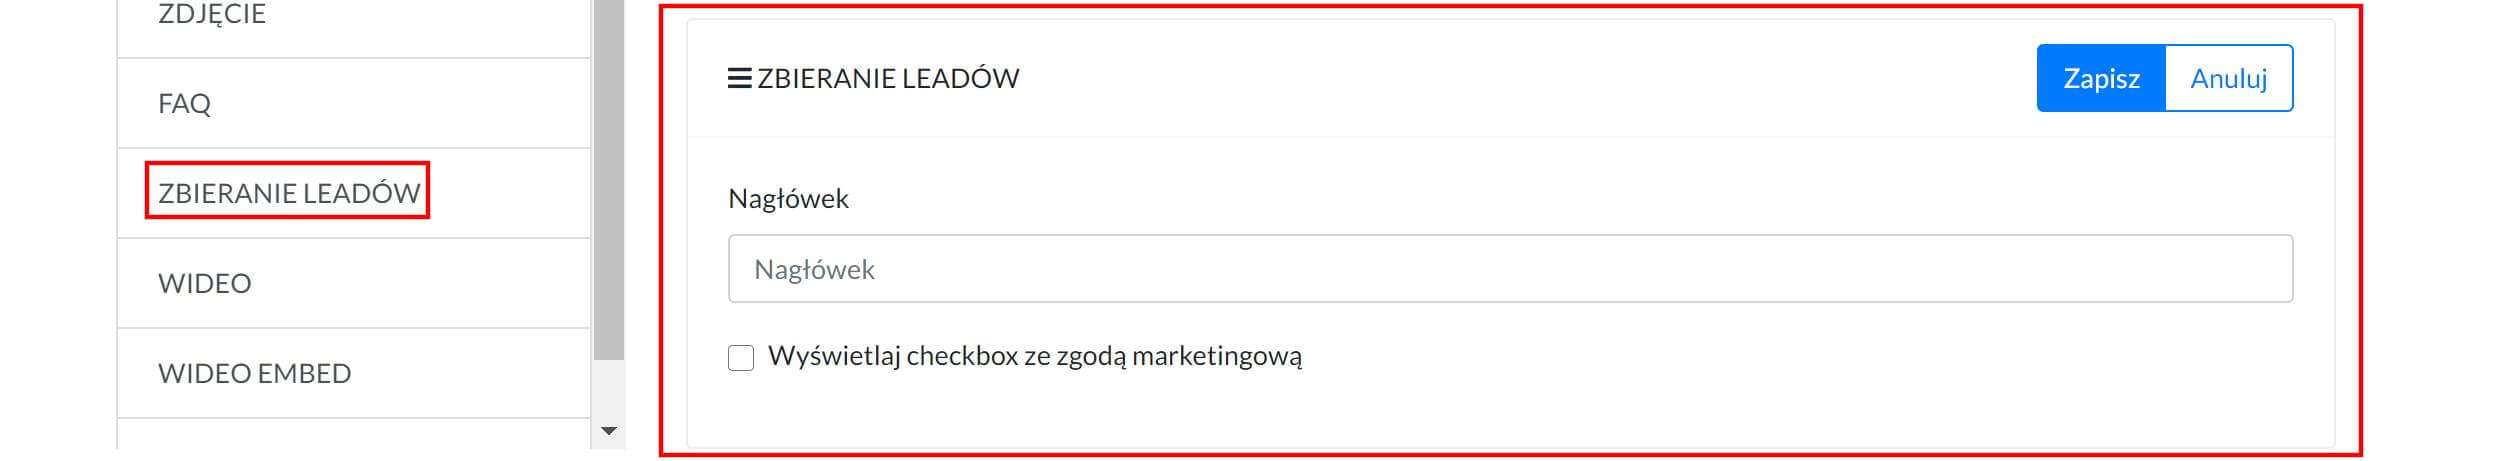 ZDJĘCIE
FAQ
ZBIERANIE LEADÓW
WIDEO
WIDEO EMBED
ZBIERANIE LEADÓW
Zapisz
Anuluj
Nagłówek
Nagłówek
Wyświetlaj checkbox ze zgodą marketingową